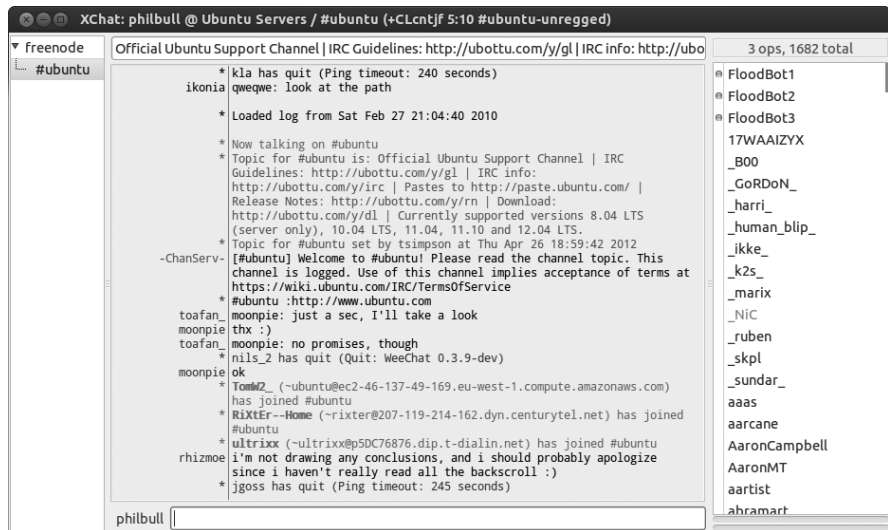 XChat: philbull @ Ubuntu Servers / #ubuntu (+CLcntjf 5:10 #ubuntu-unregged)
freenode
#ubuntu
Official Ubuntu Support Channel | IRC Guidelines: http://ubottu.com/y/gl | IRC info: http://ubo
* kla has quit (Ping timeout: 240 seconds)
ikonia qweqwe: look at the path
* Loaded log from Sat Feb 27 21:04:40 2010
* Now talking on #ubuntu
* Topic for #ubuntu is: Official Ubuntu Support Channel | IRC
Guidelines: http://ubottu.com/y/gl | IRC info:
http://ubottu.com/y/irc | Pastes to http://paste.ubuntu.com/ |
Release Notes: http://ubottu.com/y/rn | Download:
http://ubottu.com/y/dl | Currently supported versions 8.04 LTS
(server only), 10.04 LTS, 11.04, 11.10 and 12.04 LTS.
* Topic for #ubuntu set by tsimpson at Thu Apr 26 18:59:42 2012
-ChanServ- [#ubuntu] Welcome to #ubuntu! Please read the channel topic. This
channel is logged. Use of this channel implies acceptance of terms at
https://wiki.ubuntu.com/IRC/TermsOfService
* #ubuntu :http://www.ubuntu.com
toafan_ moonpie: just a sec, I'll take a look
moonpie thx :)
toafan_ moonpie: no promises, though
* nils_2 has quit (Quit: WeeChat 0.3.9-dev)
moonpie ok
* TomW2_ (~ubuntu@ec2-46-137-49-169.eu-west-1.compute.amazonaws.com)
has joined #ubuntu
* RiXtEr--Home (~rixter@207-119-214-162.dyn.centurytel.net) has joined
#ubuntu
* ultrixx (~ultrixx@p5DC76876.dip.t-dialin.net) has joined #ubuntu
rhizmoe i'm not drawing any conclusions, and i should probably apologize
since i haven't really read all the backscroll :)
* jgoss has quit (Ping timeout: 245 seconds)
philbull
3 ops, 1682 total
FloodBot1
FloodBot2
FloodBot3
17WAAIZYX
_B00
_GoRDoN_
_harri_
_human_blip_
_ikke_
_k2s_
_marix
_NiC
_ruben
_skpl
_sundar_
aaas
aarcane
AaronCampbell
AaronMT
aartist
abramart